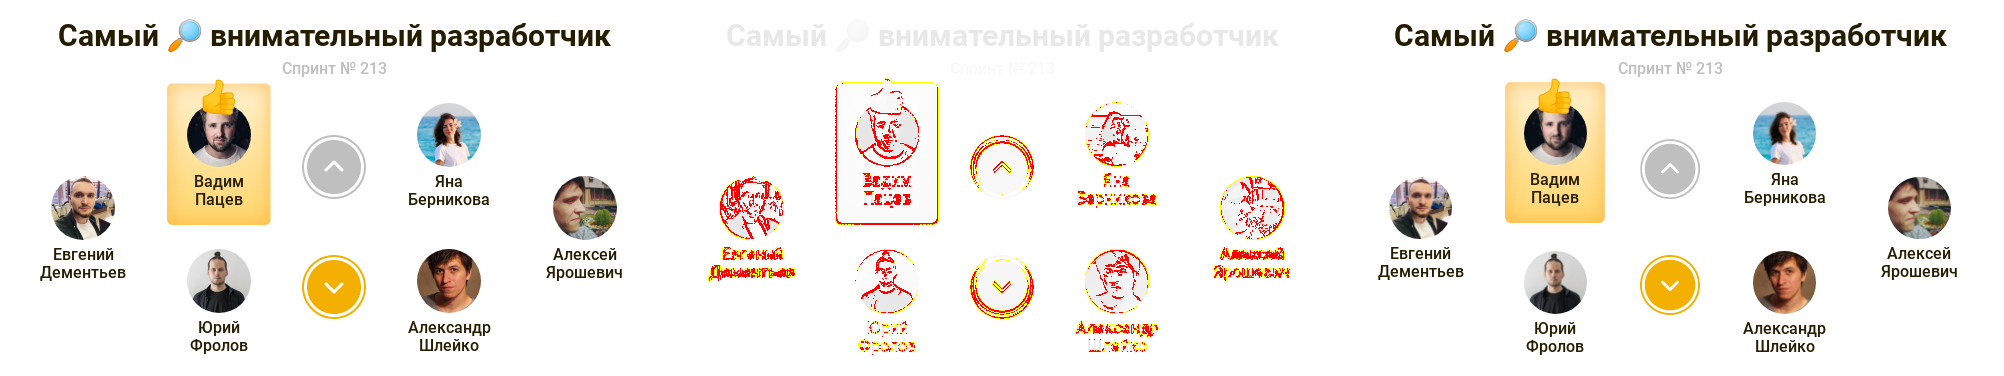 Самый 🔎 внимательный разработчик
Спринт № 213
Вадим
Пацев
Яна
Берникова
Евгений
Дементьев
Алексей
Ярошевич
Юрий
Фролов
Александр
Шлейко
Самый 🔎 внимательный разработчик
Спринт № 213
Вадим
Пацев
Яна
Берникова
Евгений
Дементьев
Алексей
Ярошевич
Юрий
Фролов
Александр
Шлейко
Самый 🔎 внимательный разработчик
Спринт № 213
Вадим
Пацев
Яна
Берникова
Евгений
Дементьев
Алексей
Ярошевич
Юрий
Фролов
Александр
Шлейко